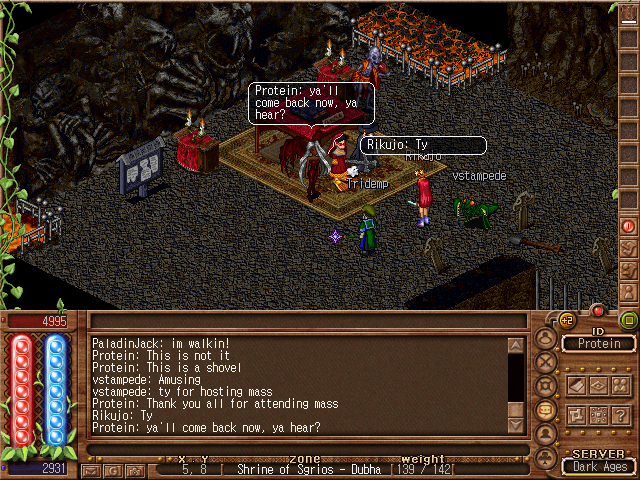 Protein: ya'll
come back now, ya
hear?
Rikujo: Ty
Rikujo
vstampede
Tridemp
4995
+2
ID
Protein
PaladinJack: im walkin!
Protein: This is not it
Protein: This is a shovel
vstampede: Amusing
vstampede: ty for hosting mass
Protein: Thank you all for attending mass
Rikujo: Ty
Protein: ya'll come back now, ya hear?
2931
x y zone weight
5, 8 [ Shrine of Sgrios - Dubha [139 / 142[
G
?
SERVER
Dark Ages